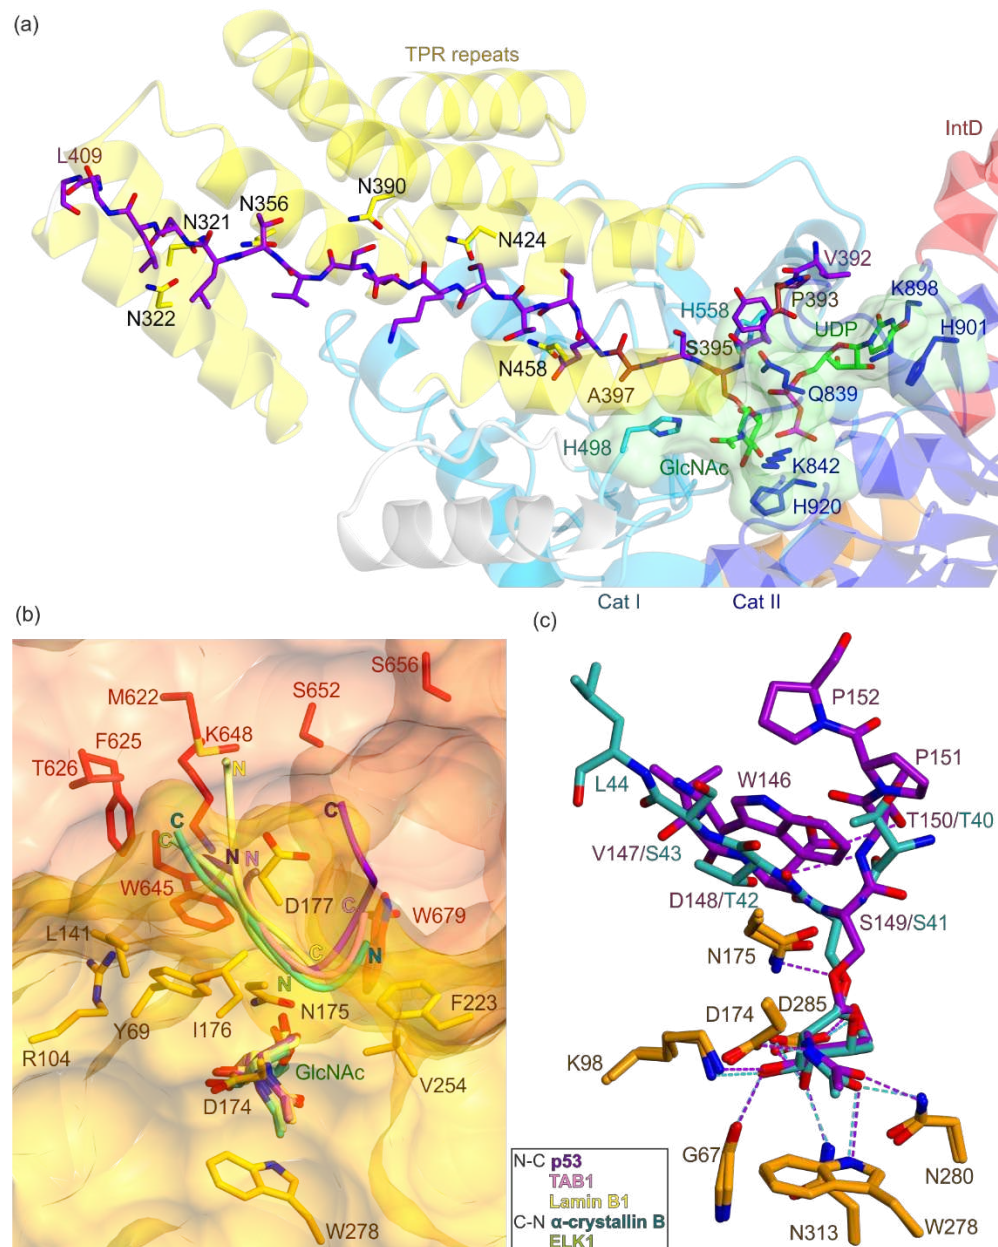 (a)
TPR repeats
IntD
L409
N390
N321
N356
N424
V392
N322
H558
P393
K898
UDP
H901
S395
N458
Q839
A397
H498
GlcNAc
K842
H920
Cat I
Cat II
(b)
(c)
S656
M622
S652
P152
F625
K648
T626
N
L44
P151
C
C
C
W146
N
N
T150/T40
W645
V147/S43
D177
C
W679
D148/T42
L141
C
N
S149/S41
N
N175
N175
F223
Y69
I176
D174
D285
R104
GlcNAc
K98
V254
D174
G67
N280
N-C p53
TAB1
Lamin B1
C-N α-crystallin B
ELK1
W278
N313
W278